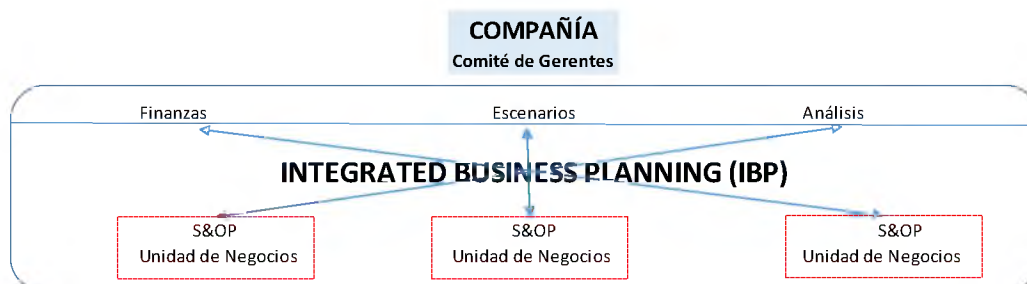 COMPAÑÍA
Comité de Gerentes
Finanzas Escenarios Análisis
INTEGRATED BUSINESS PLANNING (IBP)
S&OP S&OP S&OP
Unidad de Negocios Unidad de Negocios Unidad de Negocios